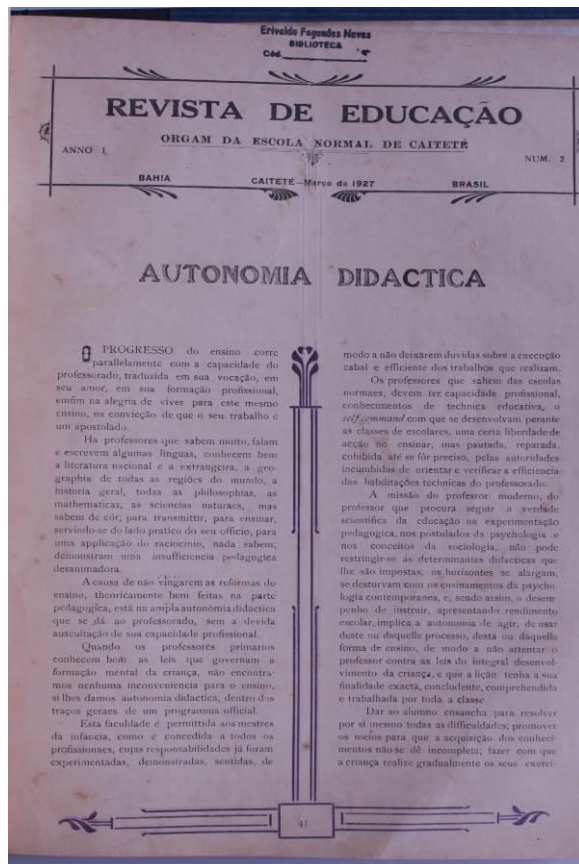 Erivaldo Fagundes Neves
BIBLIOTECA
Cód.
REVISTA DE EDUCAÇÃO
ORGAM DA ESCOLA NORMAL DE CAITETÉ
ANNO I.
NUM. 2
BAHIA
CAITETÉ—Março de 1927
BRASIL
AUTONOMIA DIDACTICA
O PROGRESSO do ensino corre
parallelamente com a capacidade do
professorado, traduzida em sua vocação, em
seu amor, em sua formação profissional,
emfim na alegria de viver para este mesmo
ensino, na convicção de que o seu trabalho é
um apostolado.
Ha professores que sabem muito, falam
e escrevem algumas linguas, conhecem bem
a literatura nacional e a extrangeira, a geo-
graphia de todas as regiões do mundo, a
historia geral, todas as philosophias, as
mathematicas, as sciencias naturaes, mas
sabem de cór; para transmittir, para ensinar,
servindo-se do lado pratico do seu officio, para
uma applicação do raciocinio, nada sabem;
demonstram uma insufficiencia pedagogica
desanimadora.
A causa de não vingarem as reformas do
ensino, theoricamente bem feitas na parte
pedagogica, está na ampla autonomia didactica
que se dá ao professorado, sem a devida
auscultação de sua capacidade profissional.
Quando os professores primarios
conhecem bem as leis que governam a
formação mental da criança, não encontra-
mos nenhuma inconveniencia para o ensino,
si lhes damos autonomia didactica, dentro dos
traços geraes de um programma official.
Esta faculdade é permittida aos mestres
da infancia, como é concedida a todos os
profissionaes, cujas responsabilidades já foram
experimentadas, demonstradas, sentidas, de
modo a não deixarem duvidas sobre a execução
cabal e efficiente dos trabalhos que realizam.
Os professores que sahem das escolas
normaes, devem ter capacidade profissional,
conhecimentos de technica educativa, o
self command com que se desenvolvam perante
as classes de escolares, uma certa liberdade de
acção no ensinar, mas pautada, reparada,
cohibida até se fôr preciso, pelas autoridades
incumbidas de orientar e verificar a efficiencia
das habilitações technicas do professorado.
A missão do professor moderno, do
professor que procura seguir a verdade
scientifica da educação na experimentação
pedagogica, nos postulados da psychologia e
nos conceitos da sociologia, não pode
restringir-se ás determinantes didacticas que
lhe são impostas; os horizontes se alargam,
se desturvam com os ensinamentos da psycho-
logia contemporanea, e, sendo assim, o desem
penho de instruir, apresentando rendimento
escolar, implica a autonomia de agir, de usar
deste ou daquelle processo, desta ou daquella
forma de ensino, de modo a não attentar o
professor contra as leis do integral desenvol-
vimento da criança, e que a lição tenha a sua
finalidade exacta, concludente, comprehendida
e trabalhada por toda a classe.
Dar ao alumno ensancha para resolver
por si mesmo todas as difficuldades; promover
os meios para que a acquisição dos conheci-
mentos não se dê incompleta; fazer com que
a criança realize gradualmente os seus exerci-
41